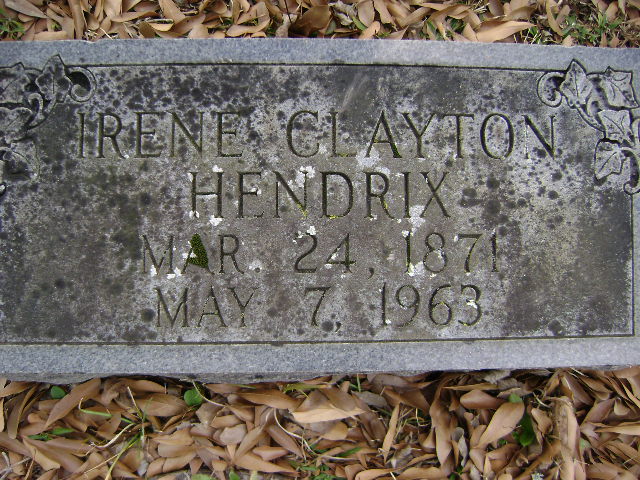 IRENE CLAYTON
HENDRIX
MAR. 24, 1871
MAY 7, 1963